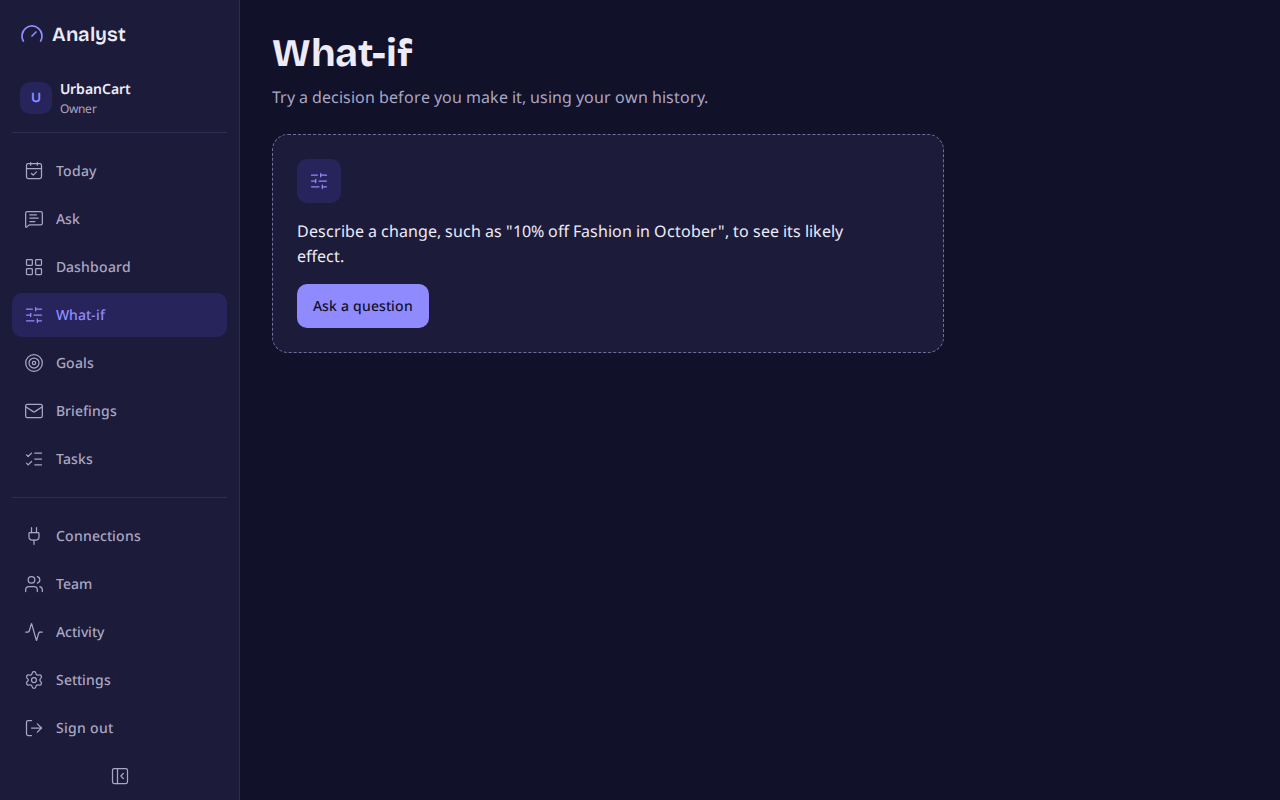 Analyst
U
UrbanCart
Owner
Today
Ask
Dashboard
What-if
Goals
Briefings
Tasks
Connections
Team
Activity
Settings
Sign out
What-if
Try a decision before you make it, using your own history.
Describe a change, such as "10% off Fashion in October", to see its likely
effect.
Ask a question